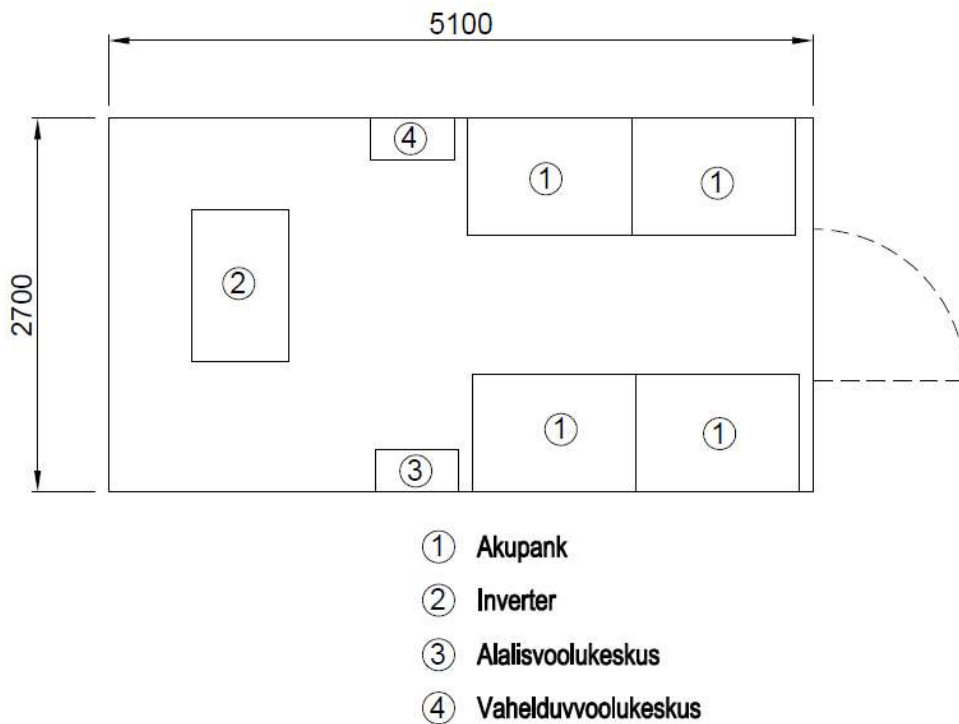 5100
4
1
1
2
2700
1
1
3
1 Akupank
2 Inverter
3 Alalisvoolukeskus
4 Vahelduvvoolukeskus